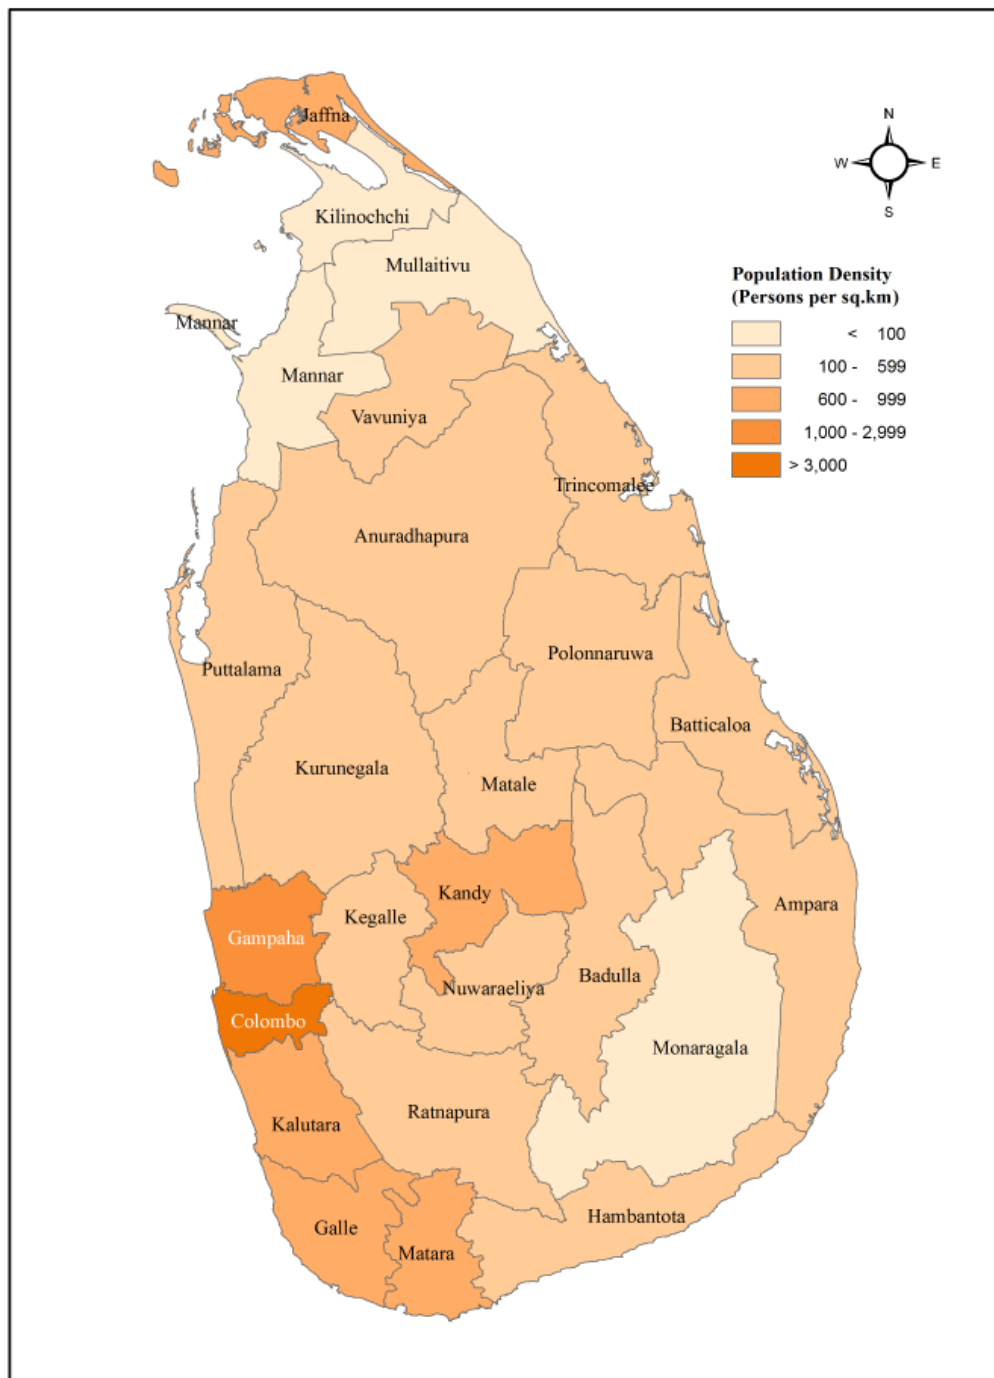 N
W E
S
Jaffna
Kilinochchi
Mullaitivu
Mannar
Mannar
Vavuniya
Population Density
(Persons per sq.km)
< 100
100 - 599
600 - 999
1,000 - 2,999
> 3,000
Trincomalee
Anuradhapura
Polonnaruwa
Puttalama
Batticaloa
Kurunegala
Matale
Kandy
Ampara
Kegalle
Gampaha
Badulla
Nuwaraeliya
Colombo
Monaragala
Ratnapura
Kalutara
Hambantota
Galle
Matara